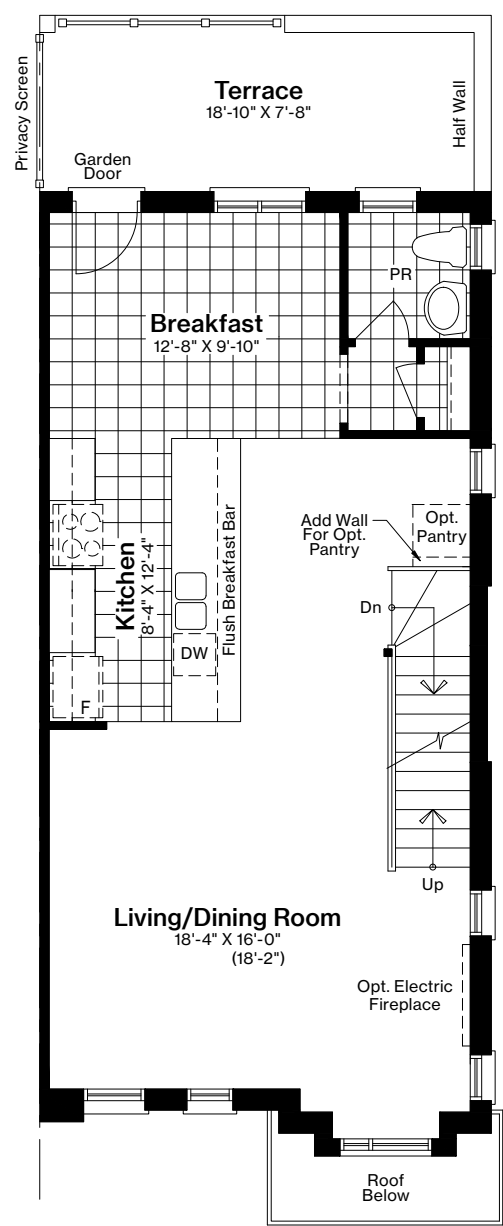 Privacy Screen
Terrace
18'-10" X 7'-8"
Half Wall
Garden
Door
PR
Breakfast
12'-8" X 9'-10"
Kitchen
8'-4" X 12'-4"
Flush Breakfast Bar
Add Wall
For Opt.
Pantry
Opt.
Pantry
Dn
DW
F
Up
Living/Dining Room
18'-4" X 16'-0"
(18'-2")
Opt. Electric
Fireplace
Roof
Below